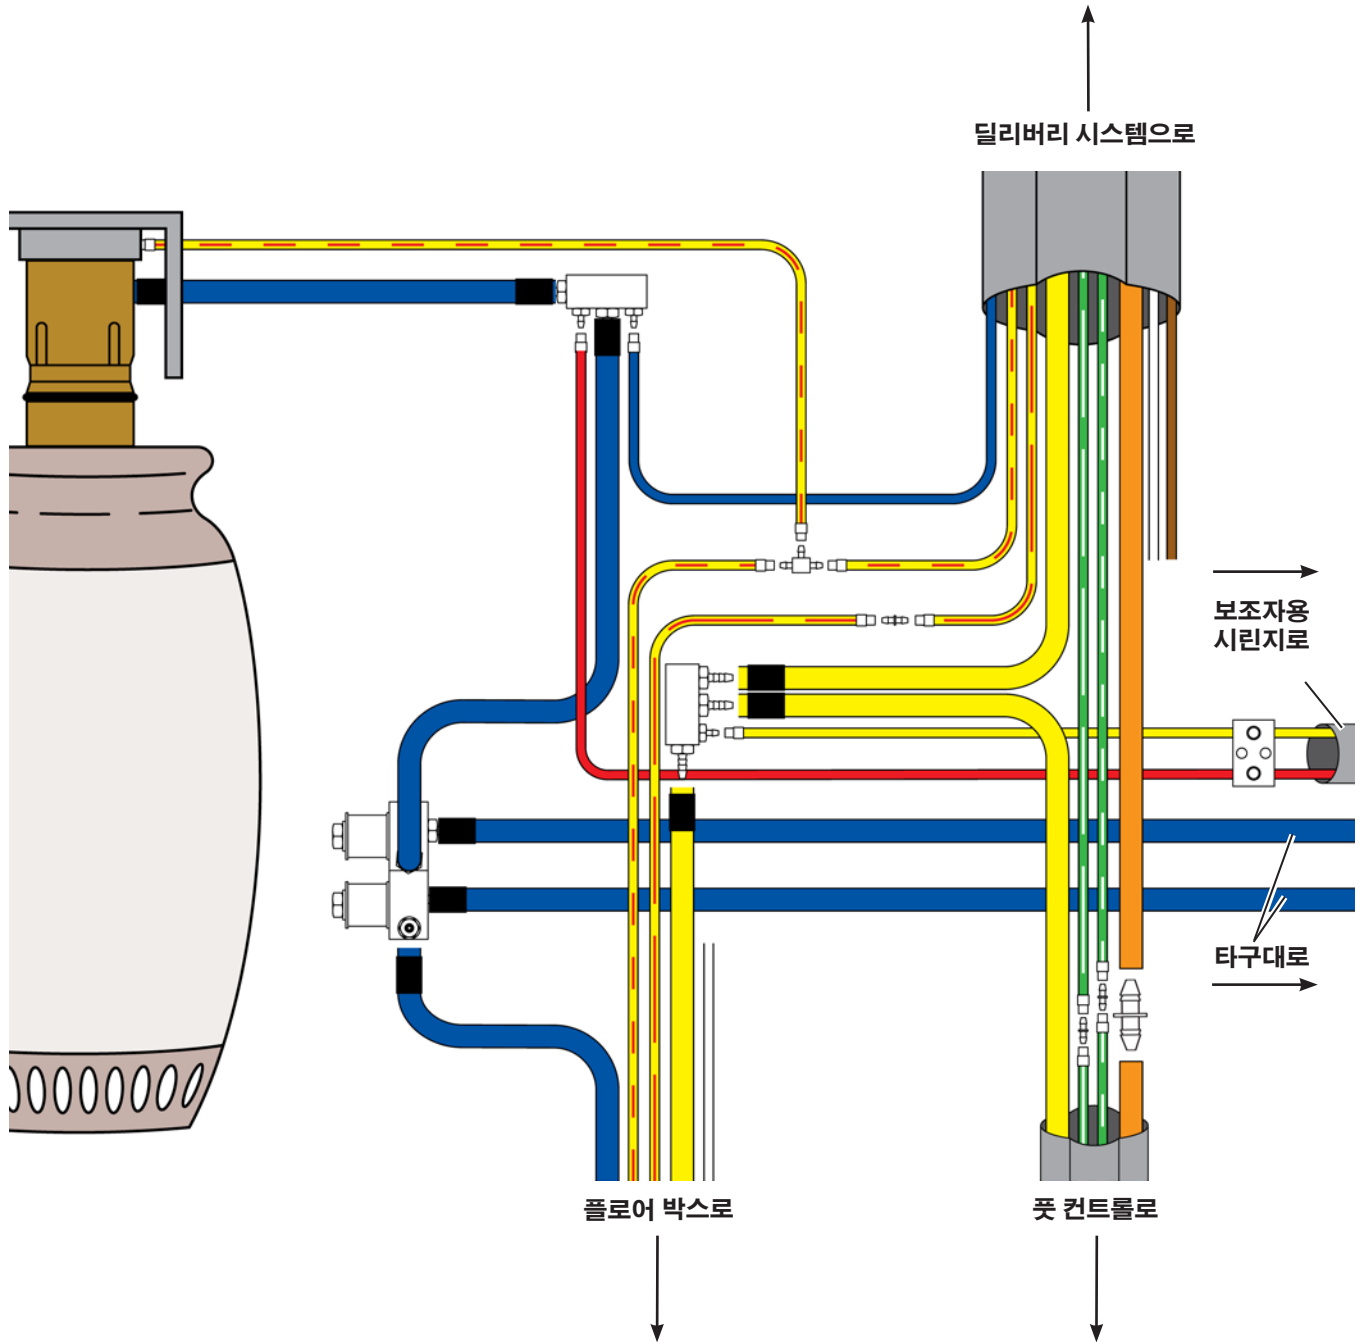 딜리버리 시스템으로
보조자용
시린지로
타구대로
플로어 박스로
풋 컨트롤로